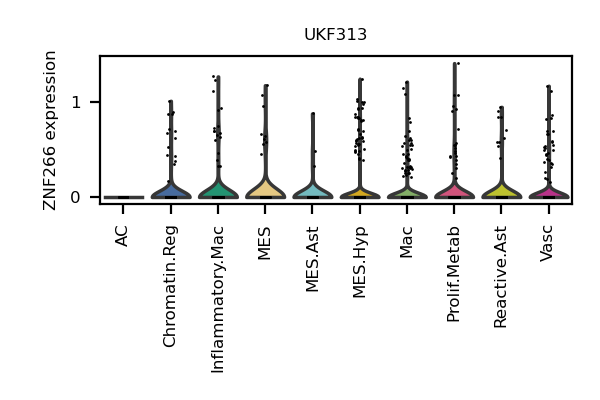 UKF313
ZNF266 expression
1
0
AC
Chromatin.Reg
Inflammatory.Mac
MES
MES.Ast
MES.Hyp
Mac
Prolif.Metab
Reactive.Ast
Vasc